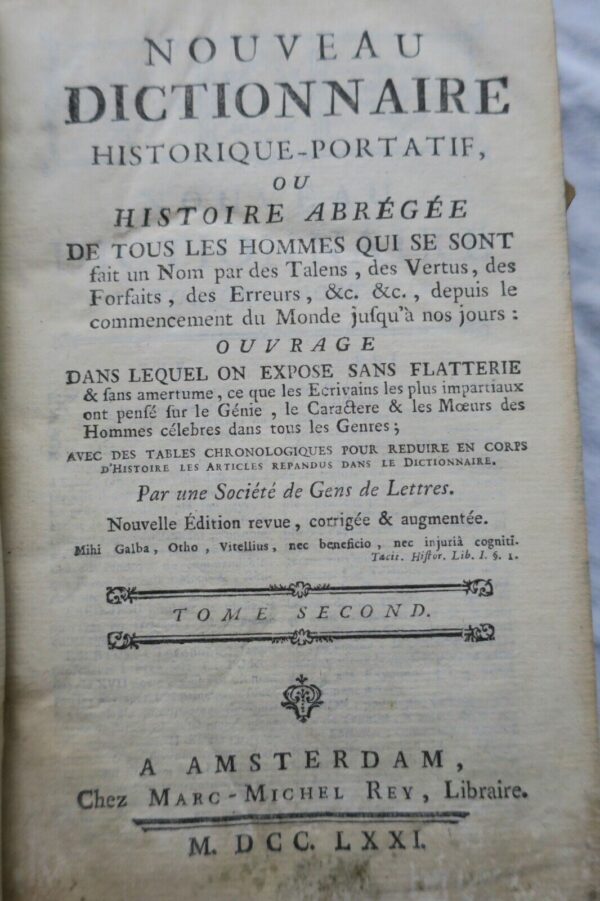 NOUVEAU
DICTIONNAIRE
HISTORIQUE-PORTATIF,
OU
HISTOIRE ABRÉGÉE
DE TOUS LES HOMMES QUI SE SONT
fait un Nom par des Talens, des Vertus, des
Forfaits, des Erreurs, &c. &c., depuis le
commencement du Monde jusqu'à nos jours:
OUVRAGE
DANS LEQUEL ON EXPOSE SANS FLATTERIE
& sans amertume, ce que les Ecrivains les plus impartiaux
ont pensé sur le Génie, le Caractere & les Mœurs des
Hommes célebres dans tous les Genres;
AVEC DES TABLES CHRONOLOGIQUES POUR REDUIRE EN CORPS
D'HISTOIRE LES ARTICLES REPANDUS DANS LE DICTIONNAIRE.
Par une Société de Gens de Lettres.
Nouvelle Édition revue, corrigée & augmentée.
Mihi Galba, Otho, Vitellius, nec beneficio, nec injuriâ cogniti.
Tacit. Histor. Lib. I. §. 1.
TOME SECOND.
A AMSTERDAM,
Chez MARC-MICHEL REY, Libraire.
M. DCC. LXXI.